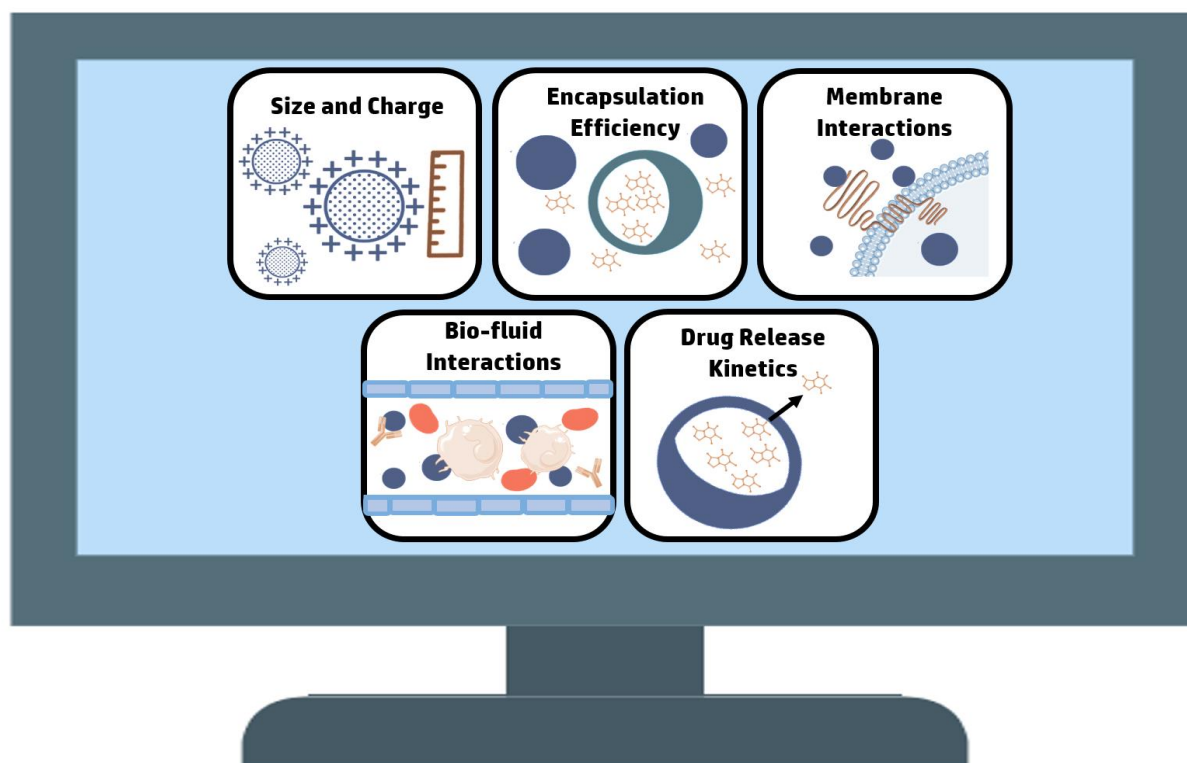 Size and Charge
Encapsulation
Efficiency
Membrane
Interactions
Bio-fluid
Interactions
Drug Release
Kinetics